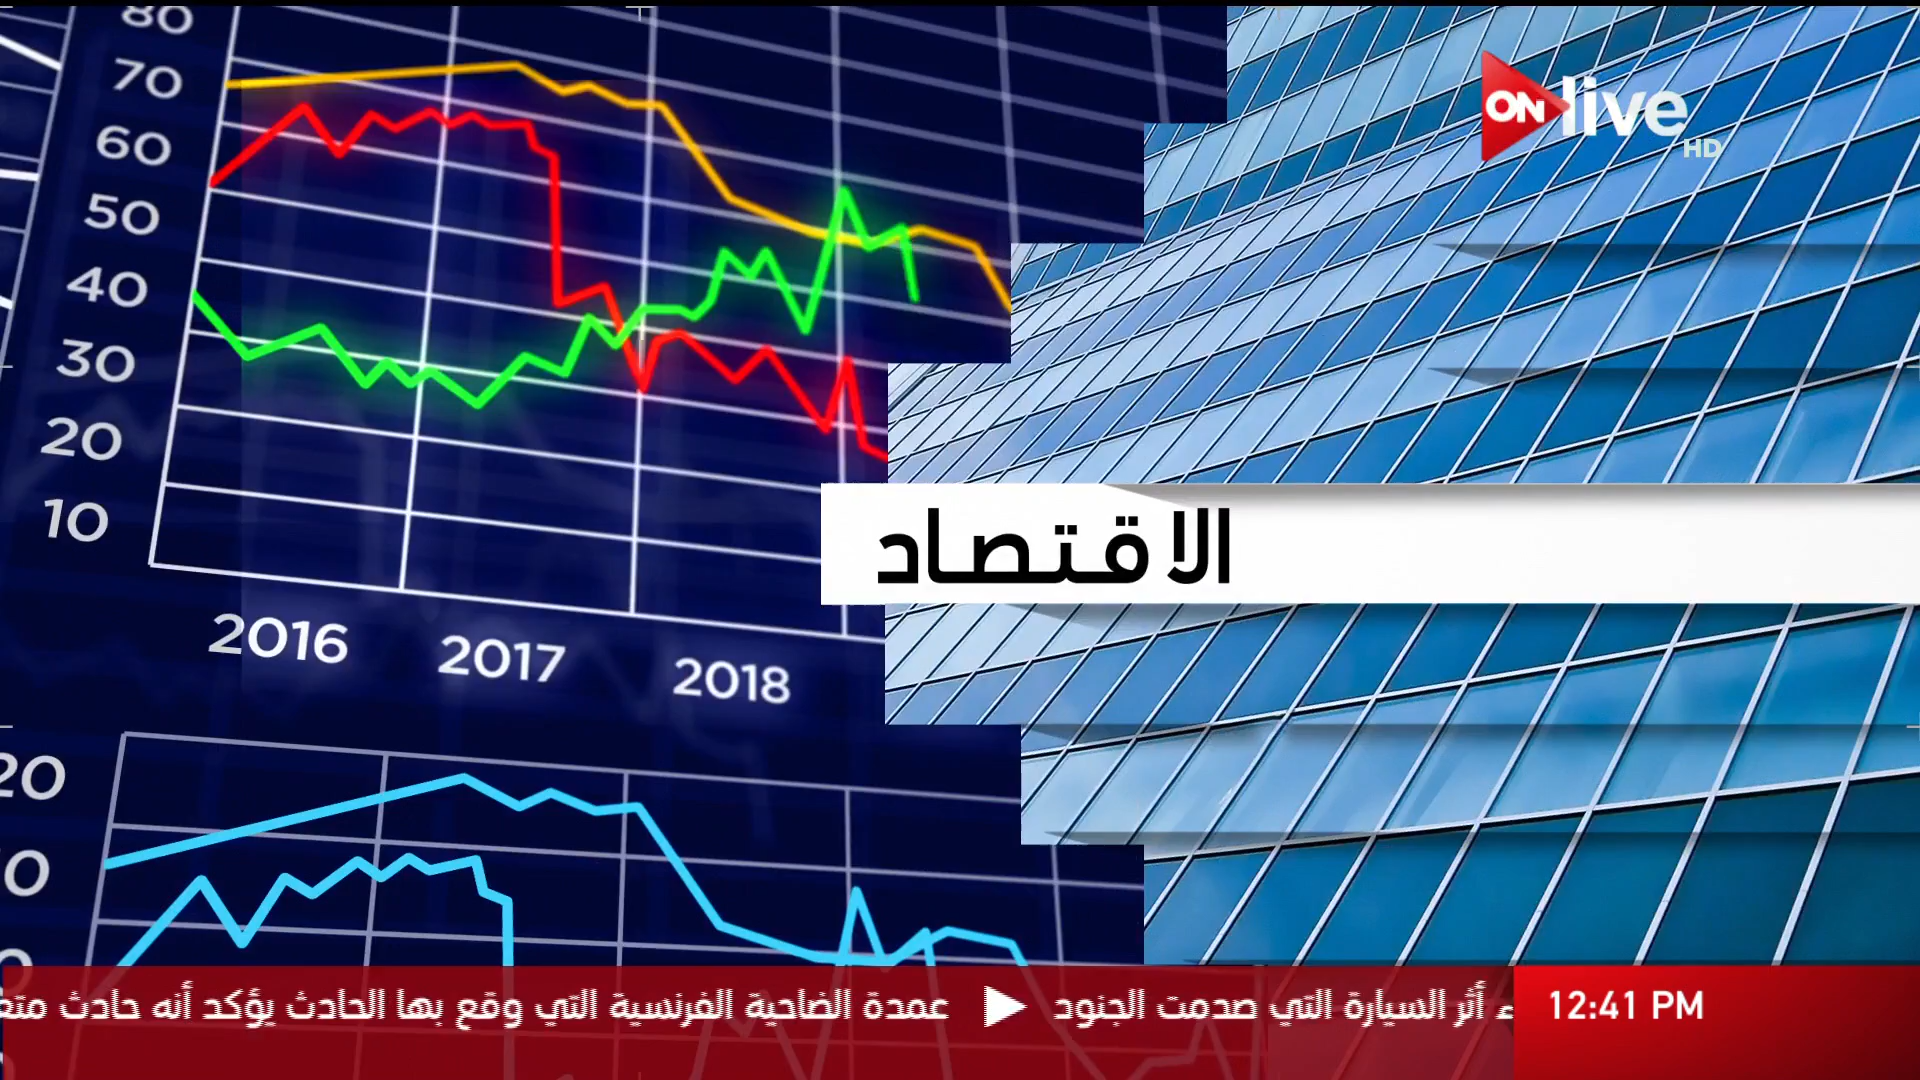 80
70
60
50
40
30
20
10
2016
2017
2018
20
ON live
HD
الاقتصاد
أثر السيارة التي صدمت الجنود
عمدة الضاحية الفرنسية التي وقع بها الحادث يؤكد أنه حادث
12:41 PM